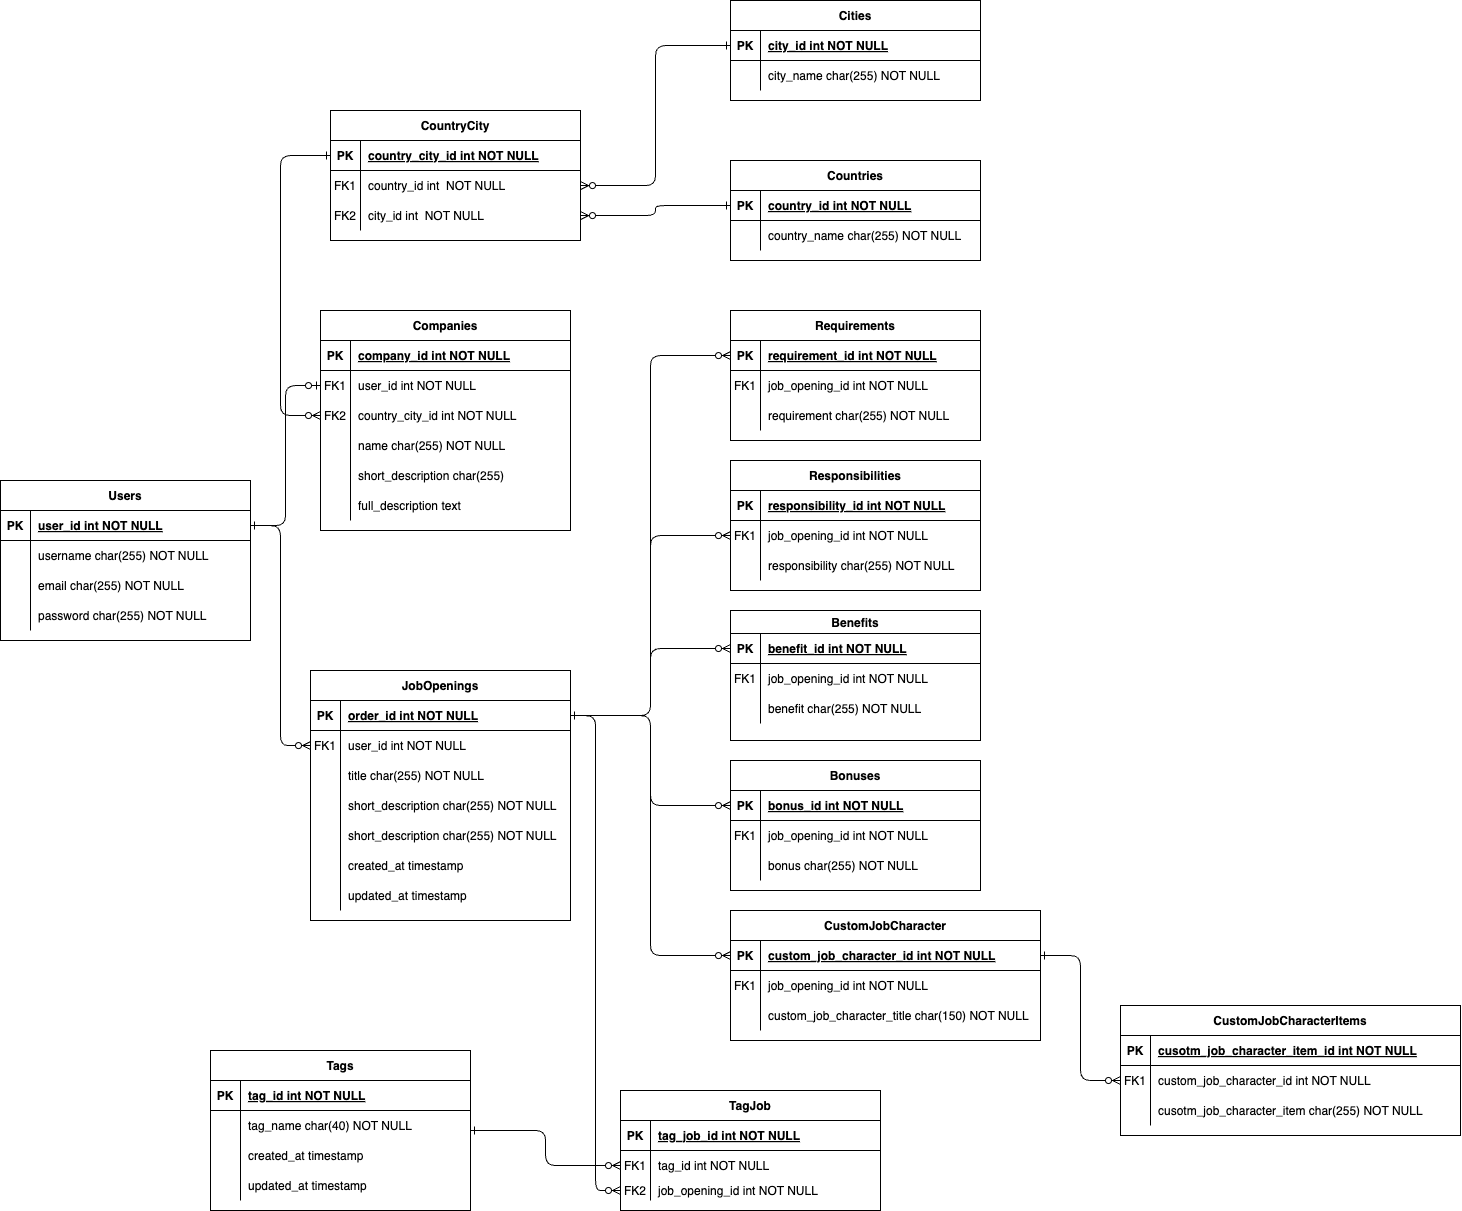 Cities
PK city_id int NOT NULL
city_name char(255) NOT NULL
CountryCity
PK country_city_id int NOT NULL
FK1 country_id int  NOT NULL
FK2 city_id int  NOT NULL
Countries
PK country_id int NOT NULL
country_name char(255) NOT NULL
Companies
PK company_id int NOT NULL
FK1 user_id int NOT NULL
FK2 country_city_id int NOT NULL
name char(255) NOT NULL
short_description char(255)
full_description text
Requirements
PK requirement_id int NOT NULL
FK1 job_opening_id int NOT NULL
requirement char(255) NOT NULL
Responsibilities
PK responsibility_id int NOT NULL
FK1 job_opening_id int NOT NULL
responsibility char(255) NOT NULL
Users
PK user_id int NOT NULL
username char(255) NOT NULL
email char(255) NOT NULL
password char(255) NOT NULL
Benefits
PK benefit_id int NOT NULL
FK1 job_opening_id int NOT NULL
benefit char(255) NOT NULL
JobOpenings
PK order_id int NOT NULL
FK1 user_id int NOT NULL
title char(255) NOT NULL
short_description char(255) NOT NULL
short_description char(255) NOT NULL
created_at timestamp
updated_at timestamp
Bonuses
PK bonus_id int NOT NULL
FK1 job_opening_id int NOT NULL
bonus char(255) NOT NULL
CustomJobCharacter
PK custom_job_character_id int NOT NULL
FK1 job_opening_id int NOT NULL
custom_job_character_title char(150) NOT NULL
CustomJobCharacterItems
PK cusotm_job_character_item_id int NOT NULL
FK1 custom_job_character_id int NOT NULL
cusotm_job_character_item char(255) NOT NULL
Tags
PK tag_id int NOT NULL
tag_name char(40) NOT NULL
created_at timestamp
updated_at timestamp
TagJob
PK tag_job_id int NOT NULL
FK1 tag_id int NOT NULL
FK2 job_opening_id int NOT NULL